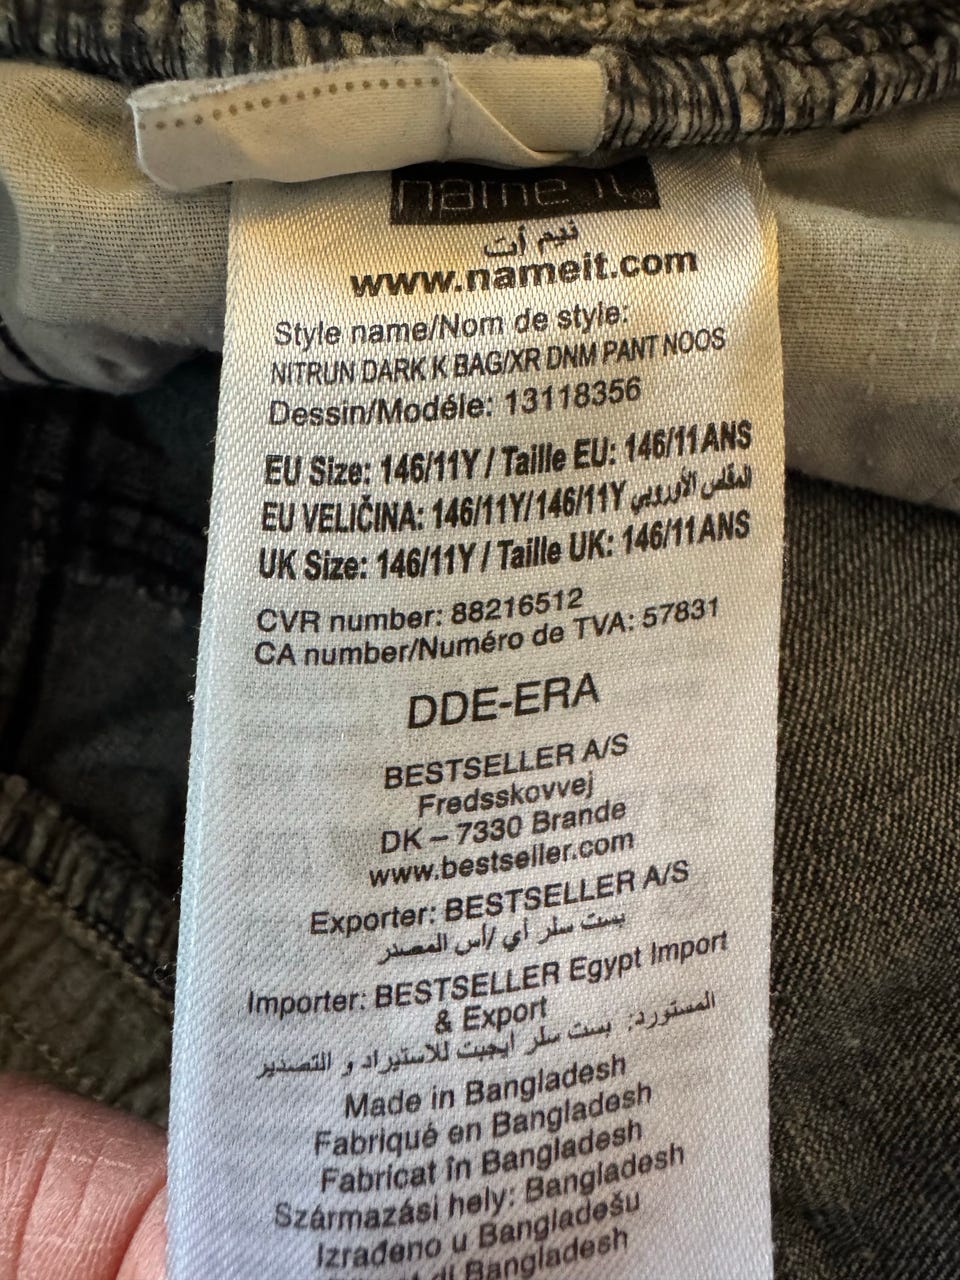 name it
نيم أت
www.nameit.com
Style name/Nom de style:
NITRUN DARK K BAG/XR DNM PANT NOOS
Dessin/Modéle: 13118356
EU Size: 146/11Y / Taille EU: 146/11ANS
EU VELIČINA: 146/11Y/146/11Y المقاس الأوروبي
UK Size: 146/11Y / Taille UK: 146/11ANS
CVR number: 88216512
CA number/Numéro de TVA: 57831
DDE-ERA
BESTSELLER A/S
Fredsskovvej
DK – 7330 Brande
www.bestseller.com
Exporter: BESTSELLER A/S
بست سلر أي /أس المصدر
Importer: BESTSELLER Egypt Import
& Export
المستورد: بست سلر ايجبت للاستيراد و التصدير
Made in Bangladesh
Fabriqué en Bangladesh
Fabricat în Bangladesh
Származási hely: Bangladesh
Izrađeno u Bangladešu
di Bangladesh